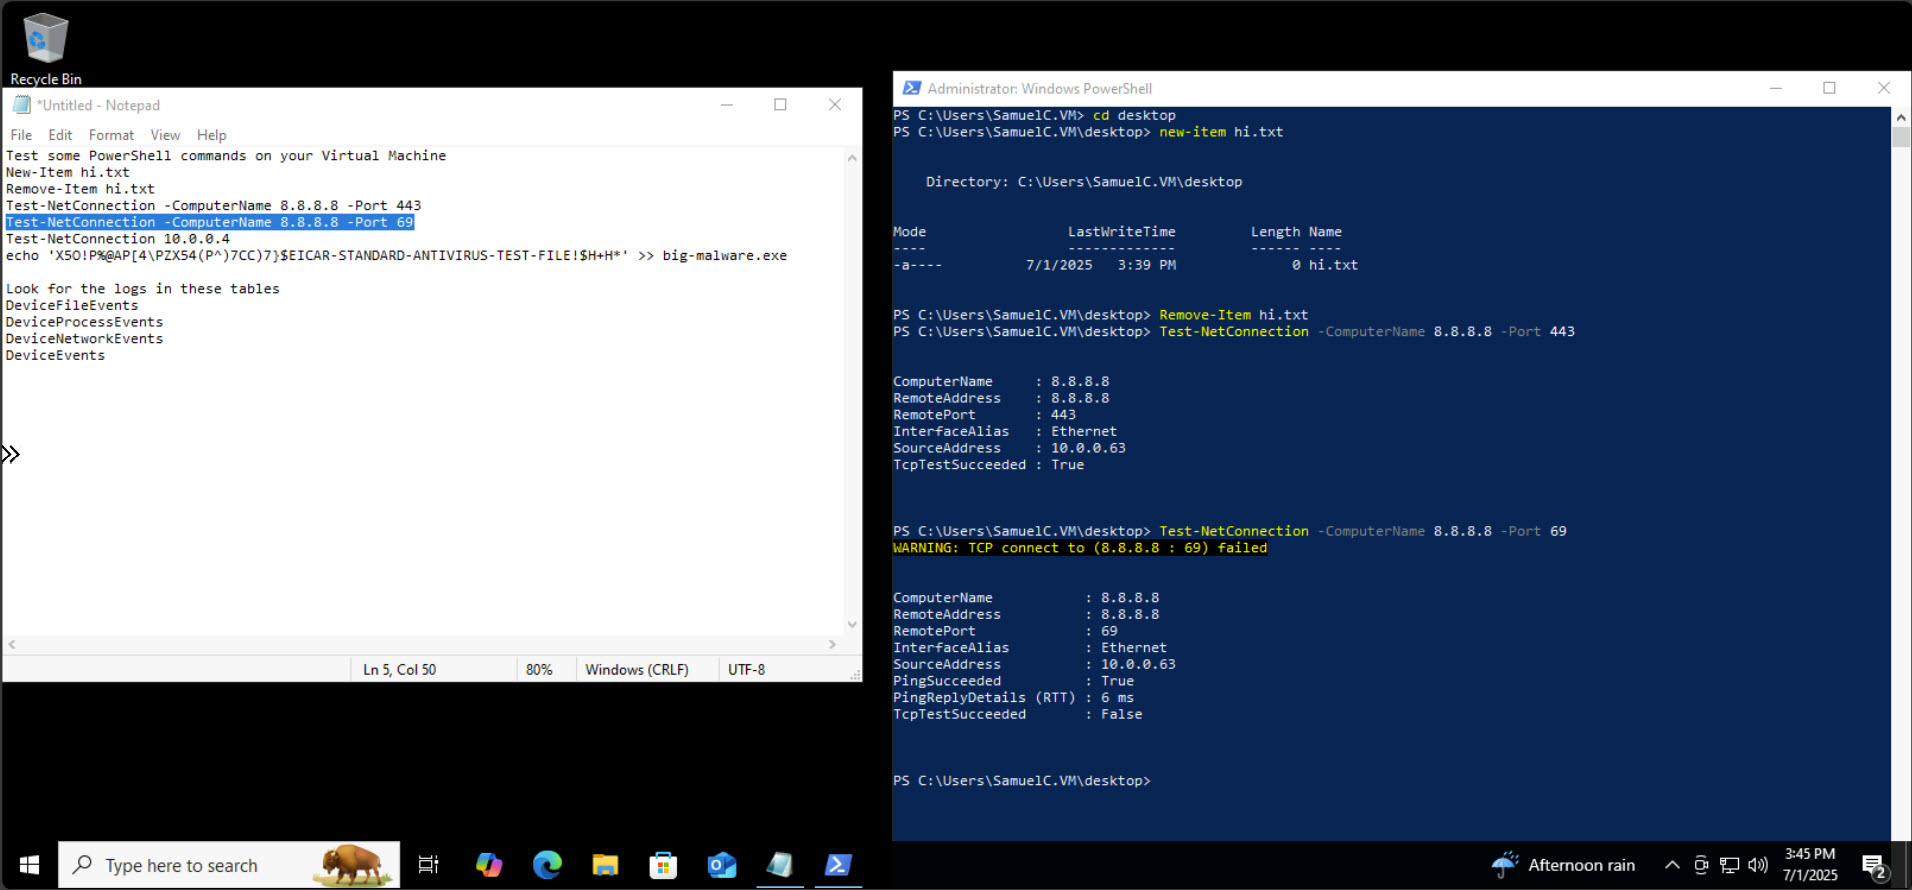 Recycle Bin
*Untitled - Notepad
File Edit Format View Help
Test some PowerShell commands on your Virtual Machine
New-Item hi.txt
Remove-Item hi.txt
Test-NetConnection -ComputerName 8.8.8.8 -Port 443
Test-NetConnection -ComputerName 8.8.8.8 -Port 69
Test-NetConnection 10.0.0.4
echo 'X5O!P%@AP[4\PZX54(P^)7CC)7}$EICAR-STANDARD-ANTIVIRUS-TEST-FILE!$H+H*' >> big-malware.exe
Look for the logs in these tables
DeviceFileEvents
DeviceProcessEvents
DeviceNetworkEvents
DeviceEvents
Ln 5, Col 50 80% Windows (CRLF) UTF-8
Administrator: Windows PowerShell
PS C:\Users\SamuelC.VM> cd desktop
PS C:\Users\SamuelC.VM\desktop> new-item hi.txt
Directory: C:\Users\SamuelC.VM\desktop
Mode LastWriteTime Length Name
---- ------------- ------ ----
-a---- 7/1/2025 3:39 PM 0 hi.txt
PS C:\Users\SamuelC.VM\desktop> Remove-Item hi.txt
PS C:\Users\SamuelC.VM\desktop> Test-NetConnection -ComputerName 8.8.8.8 -Port 443
ComputerName : 8.8.8.8
RemoteAddress : 8.8.8.8
RemotePort : 443
InterfaceAlias : Ethernet
SourceAddress : 10.0.0.63
TcpTestSucceeded : True
PS C:\Users\SamuelC.VM\desktop> Test-NetConnection -ComputerName 8.8.8.8 -Port 69
WARNING: TCP connect to (8.8.8.8 : 69) failed
ComputerName : 8.8.8.8
RemoteAddress : 8.8.8.8
RemotePort : 69
InterfaceAlias : Ethernet
SourceAddress : 10.0.0.63
PingSucceeded : True
PingReplyDetails (RTT) : 6 ms
TcpTestSucceeded : False
PS C:\Users\SamuelC.VM\desktop>
Type here to search
Afternoon rain
3:45 PM
7/1/2025
2